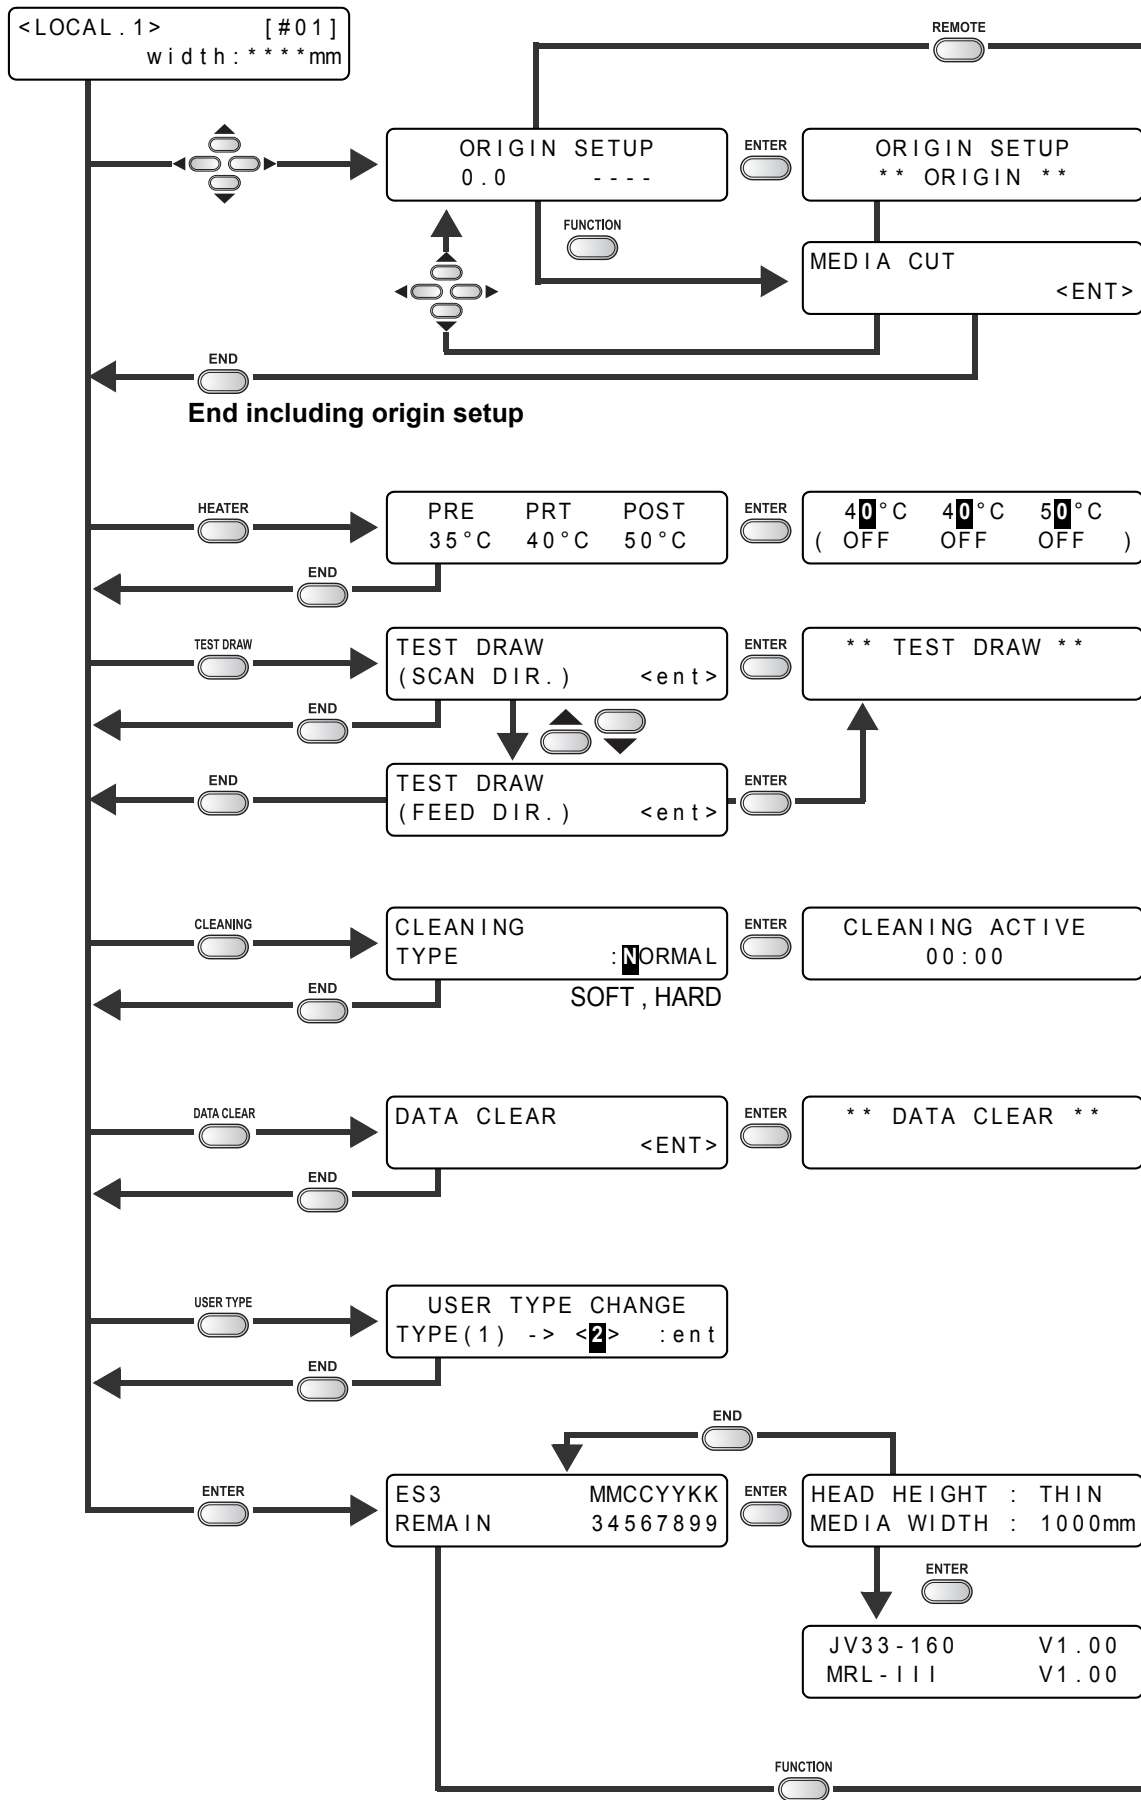 <LOCAL.1> [#01]
width:****mm
REMOTE
ORIGIN SETUP
0.0 ----
ENTER
ORIGIN SETUP
** ORIGIN **
FUNCTION
MEDIA CUT
<ENT>
END
End including origin setup
HEATER
PRE PRT POST
35°C 40°C 50°C
ENTER
40°C 40°C 50°C
( OFF OFF OFF )
END
TEST DRAW
TEST DRAW
(SCAN DIR.) <ent>
ENTER
** TEST DRAW **
END
END
TEST DRAW
(FEED DIR.) <ent>
ENTER
CLEANING
CLEANING
TYPE :NORMAL
ENTER
CLEANING ACTIVE
00:00
END
SOFT , HARD
DATA CLEAR
DATA CLEAR
<ENT>
ENTER
** DATA CLEAR **
END
USER TYPE
USER TYPE CHANGE
TYPE(1) -> <2> :ent
END
END
ENTER
ES3 MMCCYYKK
REMAIN 34567899
ENTER
HEAD HEIGHT : THIN
MEDIA WIDTH : 1000mm
ENTER
JV33-160 V1.00
MRL-III V1.00
FUNCTION